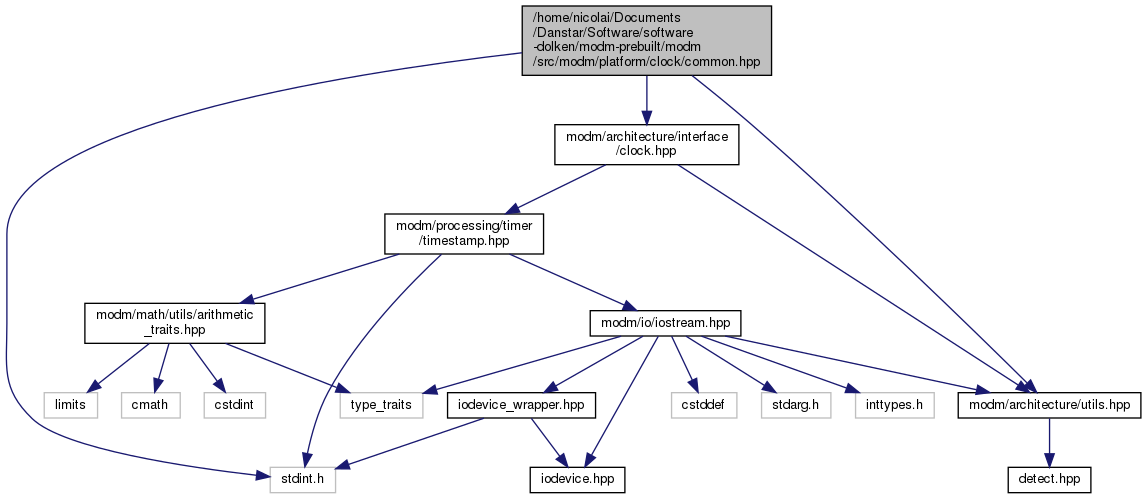 /home/nicolai/Documents
/Danstar/Software/software
-dolken/modm-prebuilt/modm
/src/modm/platform/clock/common.hpp
modm/architecture/interface
/clock.hpp
modm/processing/timer
/timestamp.hpp
modm/math/utils/arithmetic
_traits.hpp
modm/io/iostream.hpp
limits
cmath
cstdint
type_traits
iodevice_wrapper.hpp
cstddef
stdarg.h
inttypes.h
modm/architecture/utils.hpp
stdint.h
iodevice.hpp
detect.hpp